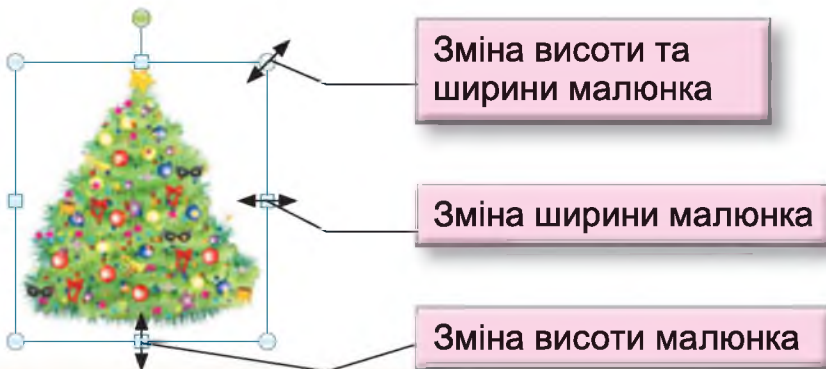 Зміна висоти та
ширини малюнка
Зміна ширини малюнка
Зміна висоти малюнка